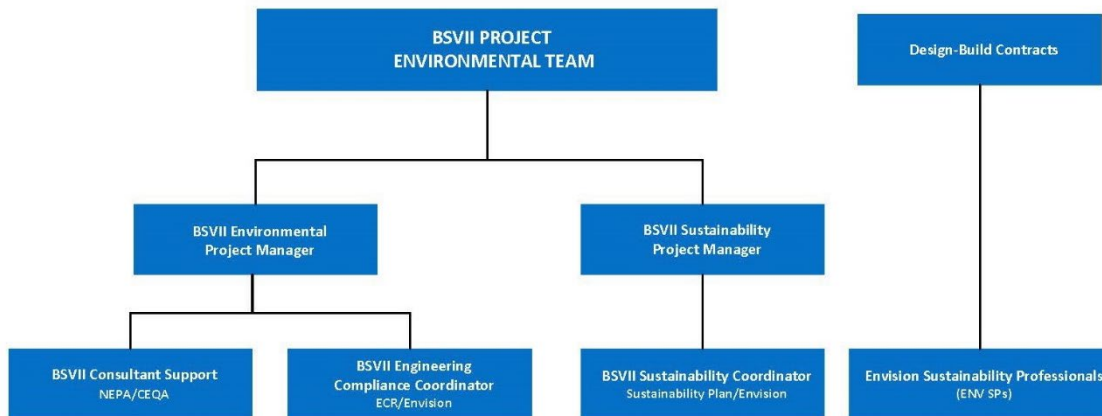 BSVII PROJECT
ENVIRONMENTAL TEAM
Design-Build Contracts
BSVII Environmental
Project Manager
BSVII Sustainability
Project Manager
BSVII Consultant Support
NEPA/CEQA
BSVII Engineering
Compliance Coordinator
ECR/Envision
BSVII Sustainability Coordinator
Sustainability Plan/Envision
Envision Sustainability Professionals
(ENV SPs)